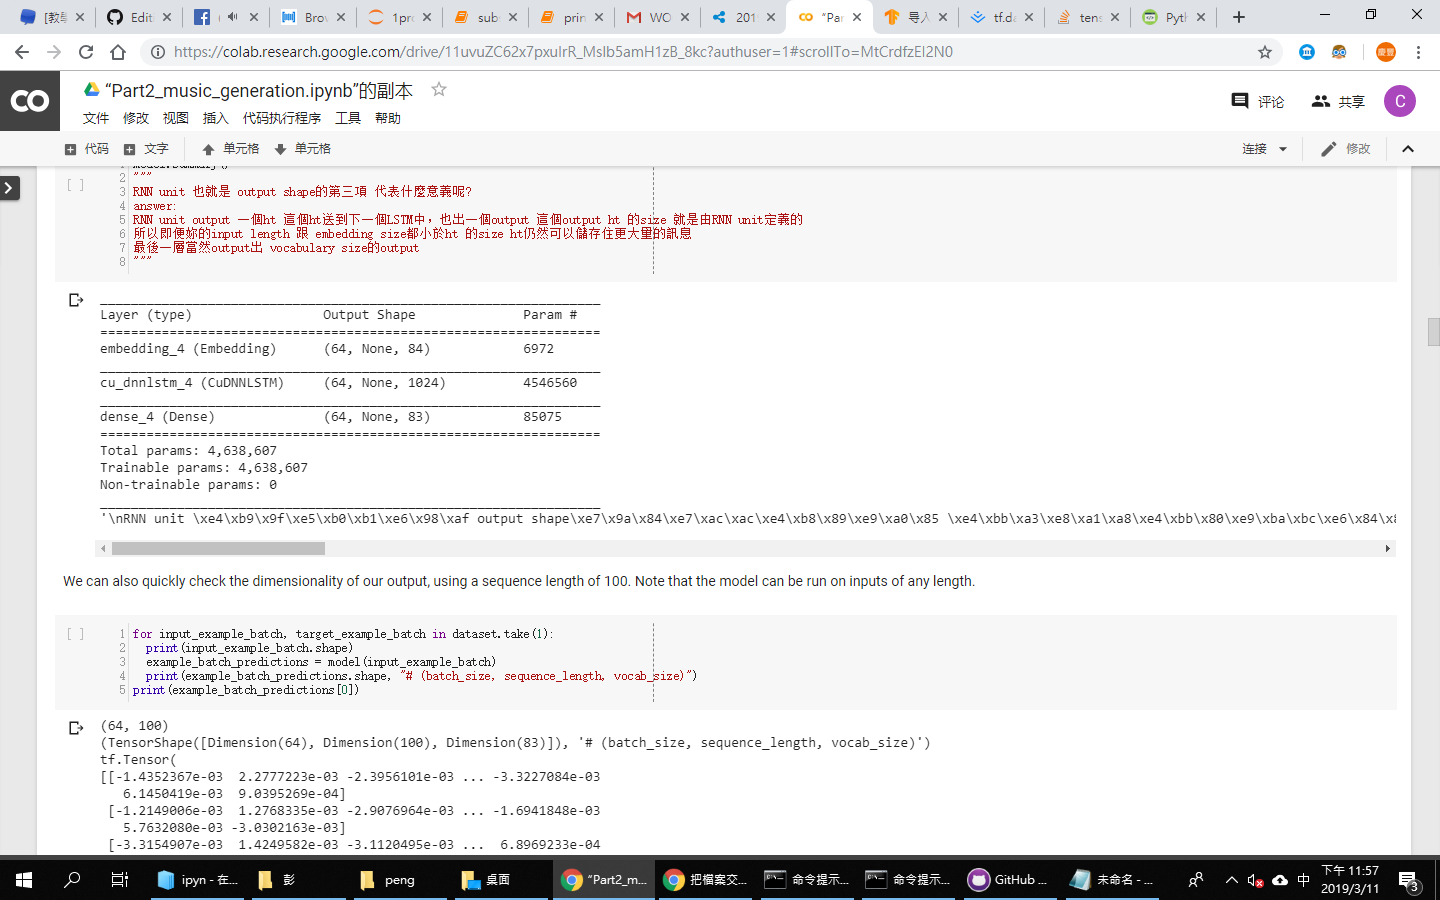 [教學
Edit
(
Brow
1pro
subs
prin
M WO
2019
"Par
导入
tf.da
tens
Pyth
https://colab.research.google.com/drive/11uvuZC62x7pxulrR_MsIb5amH1zB_8kc?authuser=1#scrollTo=MtCrdfzEI2N0
慶豐
CO
“Part2_music_generation.ipynb”的副本
文件 修改 视图 插入 代码执行程序 工具 帮助
评论
共享
C
代码 文字 单元格 单元格
连接
修改
[ ]
1 model.summary()
2 """
3 RNN unit 也就是 output shape的第三項 代表什麼意義呢?
4 answer:
5 RNN unit output 一個ht 這個ht送到下一個LSTM中，也出一個output 這個output ht 的size 就是由RNN unit定義的
6 所以即便妳的input length 跟 embedding size都小於ht 的size ht仍然可以儲存住更大量的訊息
7 最後一層當然output出 vocabulary size的output
8 """
Layer (type) Output Shape Param #
embedding_4 (Embedding) (64, None, 84) 6972
cu_dnnlstm_4 (CuDNNLSTM) (64, None, 1024) 4546560
dense_4 (Dense) (64, None, 83) 85075
Total params: 4,638,607
Trainable params: 4,638,607
Non-trainable params: 0
'\nRNN unit \xe4\xb9\x9f\xe5\xb0\xb1\xe6\x98\xaf output shape\xe7\x9a\x84\xe7\xac\xac\xe4\xb8\x89\xe9\xa0\x85 \xe4\xbb\xa3\xe8\xa1\xa8\xe4\xbb\x80\xe9\xba\xbc\xe6\x84\x8
We can also quickly check the dimensionality of our output, using a sequence length of 100. Note that the model can be run on inputs of any length.
[ ]
1 for input_example_batch, target_example_batch in dataset.take(1):
2 print(input_example_batch.shape)
3 example_batch_predictions = model(input_example_batch)
4 print(example_batch_predictions.shape, "# (batch_size, sequence_length, vocab_size)")
5 print(example_batch_predictions[0])
(64, 100)
(TensorShape([Dimension(64), Dimension(100), Dimension(83)]), '# (batch_size, sequence_length, vocab_size)')
tf.Tensor(
[[-1.4352367e-03 2.2777223e-03 -2.3956101e-03 ... -3.3227084e-03
6.1450419e-03 9.0395269e-04]
[-1.2149006e-03 1.2768335e-03 -2.9076964e-03 ... -1.6941848e-03
5.7632080e-03 -3.0302163e-03]
[-3.3154907e-03 1.4249582e-03 -3.1120495e-03 ... 6.8969233e-04
ipyn - 在...
彭
peng
桌面
"Part2_m...
把檔案交...
命令提示...
命令提示...
GitHub ...
未命名 - ...
中
下午 11:57
2019/3/11
3